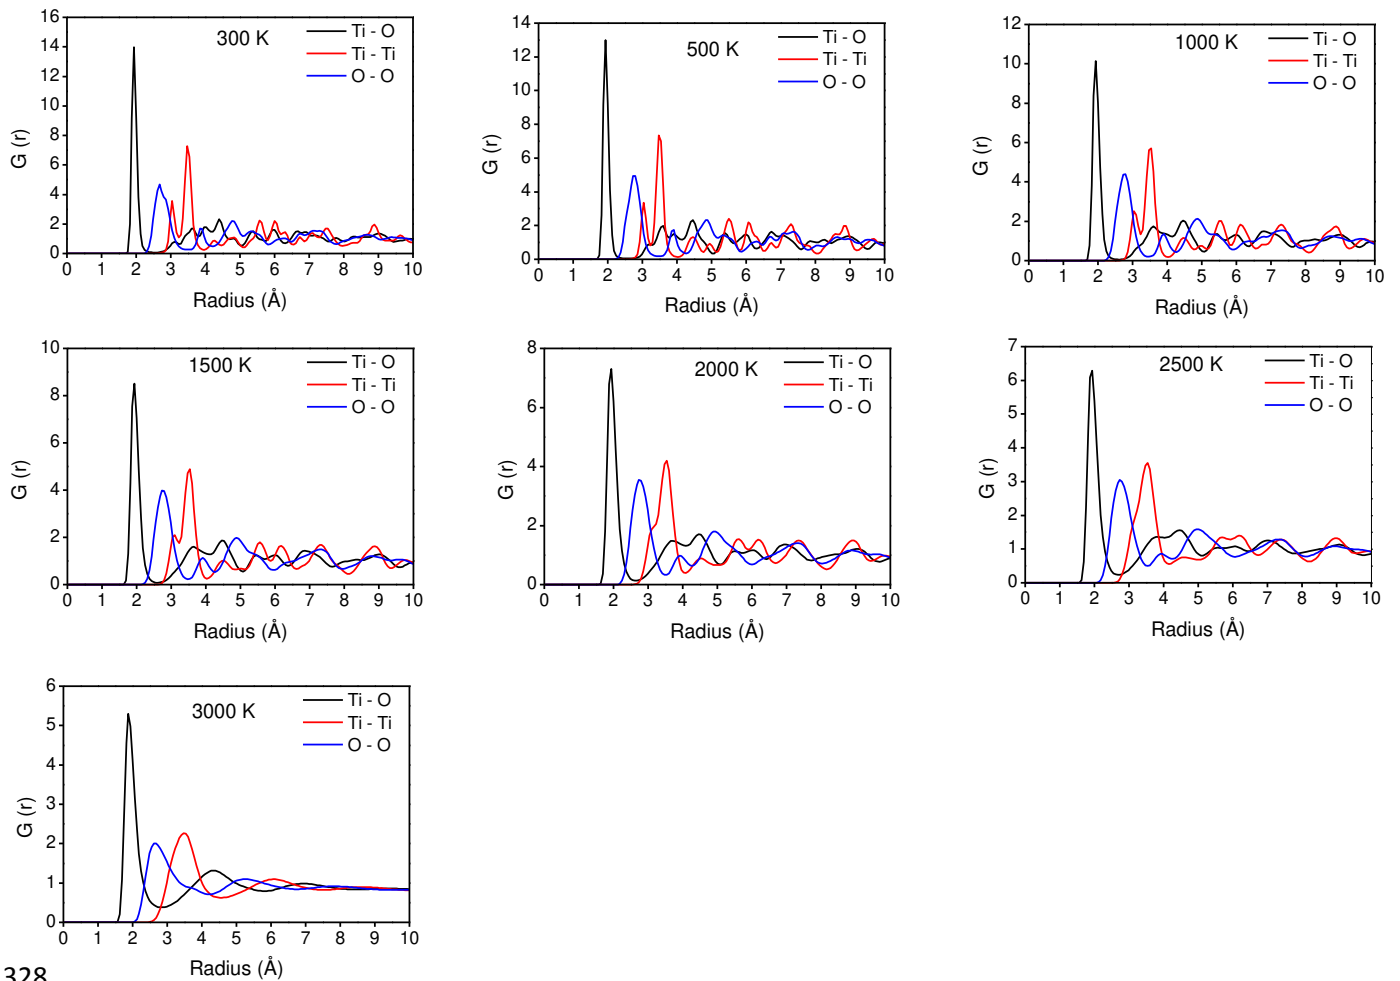 300 K
Ti - O
Ti - Ti
O - O
16
14
12
10
8
6
4
2
0
G (r)
0 1 2 3 4 5 6 7 8 9 10
Radius (Å)
500 K
Ti - O
Ti - Ti
O - O
14
12
10
8
6
4
2
0
G (r)
0 1 2 3 4 5 6 7 8 9 10
Radius (Å)
1000 K
Ti - O
Ti - Ti
O - O
12
10
8
6
4
2
0
G (r)
0 1 2 3 4 5 6 7 8 9 10
Radius (Å)
1500 K
Ti - O
Ti - Ti
O - O
10
8
6
4
2
0
G (r)
0 1 2 3 4 5 6 7 8 9 10
Radius (Å)
2000 K
Ti - O
Ti - Ti
O - O
8
6
4
2
0
G (r)
0 1 2 3 4 5 6 7 8 9 10
Radius (Å)
2500 K
Ti - O
Ti - Ti
O - O
7
6
5
4
3
2
1
0
G (r)
0 1 2 3 4 5 6 7 8 9 10
Radius (Å)
3000 K
Ti - O
Ti - Ti
O - O
6
5
4
3
2
1
0
G (r)
0 1 2 3 4 5 6 7 8 9 10
Radius (Å)
328